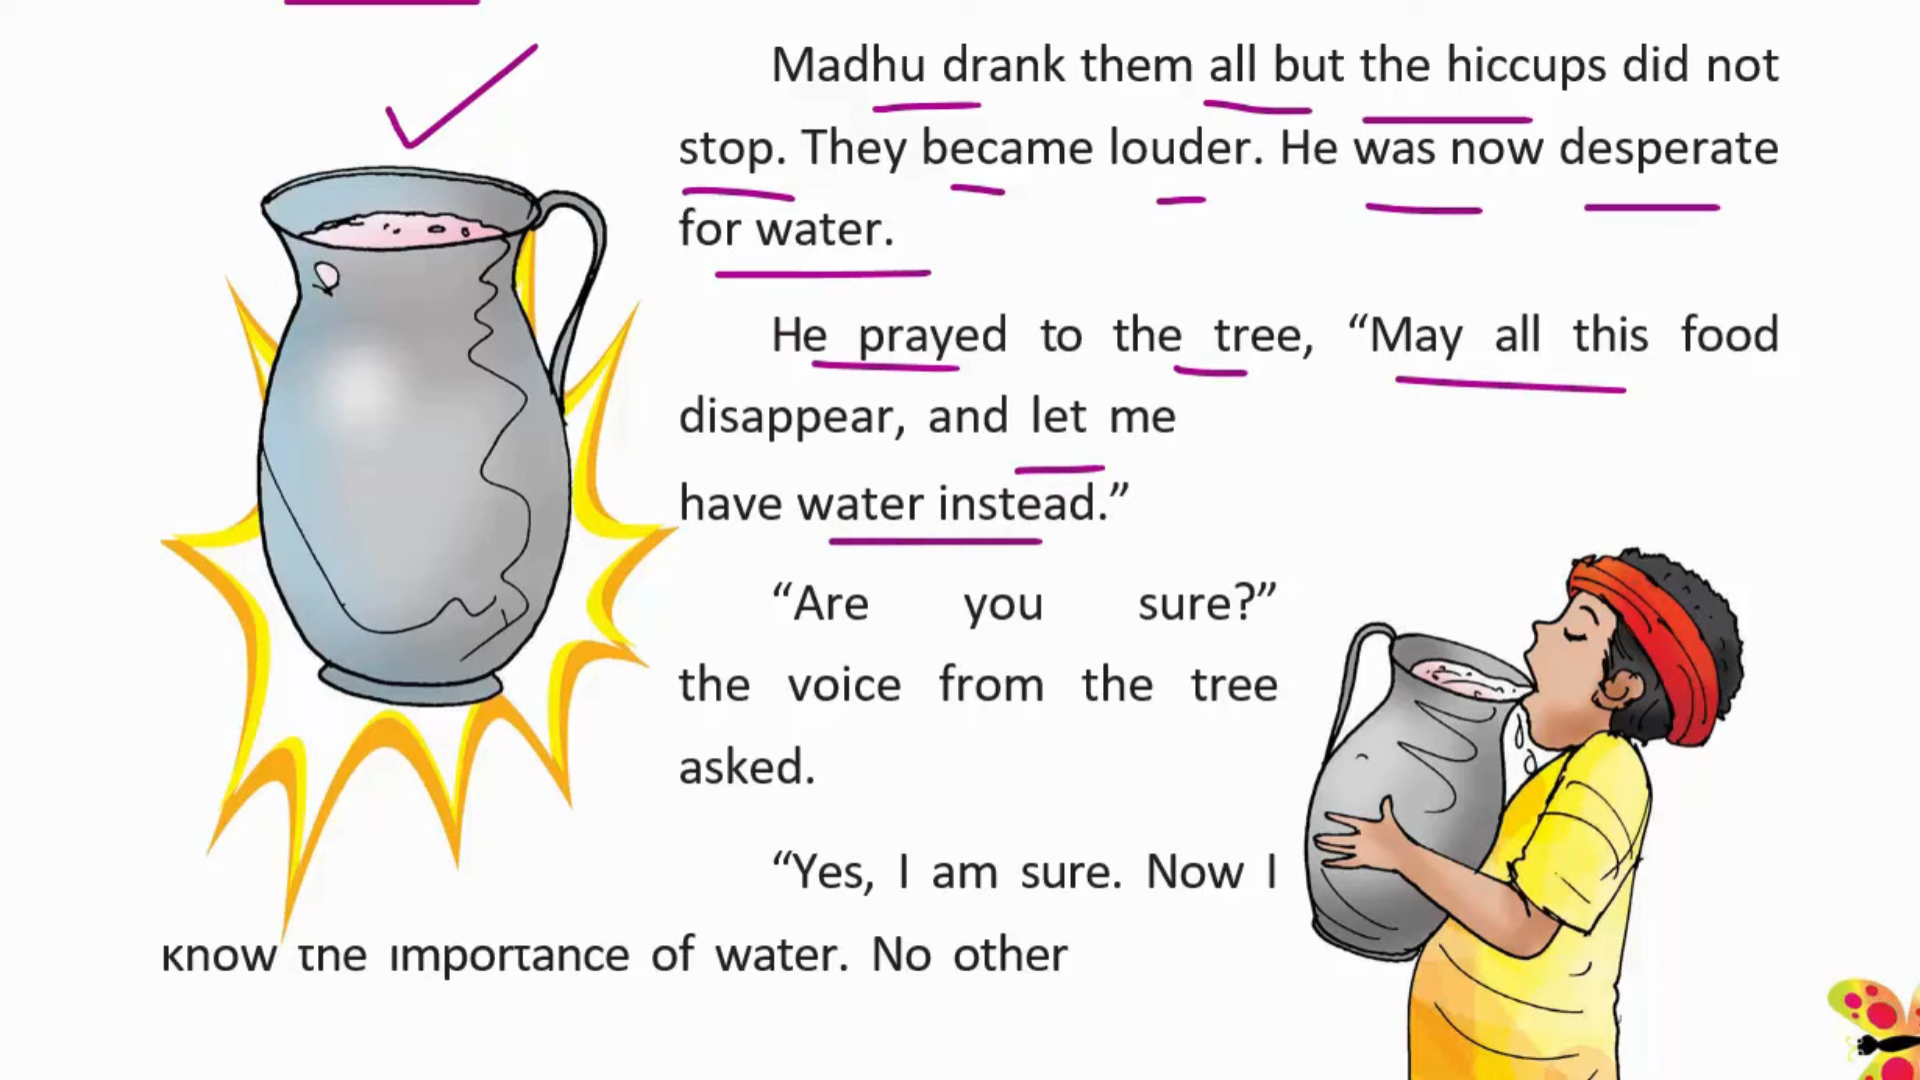 Madhu drank them all but the hiccups did not
stop. They became louder. He was now desperate
for water.
He prayed to the tree, “May all this food
disappear, and let me
have water instead.”
“Are you sure?”
the voice from the tree
asked.
“Yes, I am sure. Now I
know the importance of water. No other